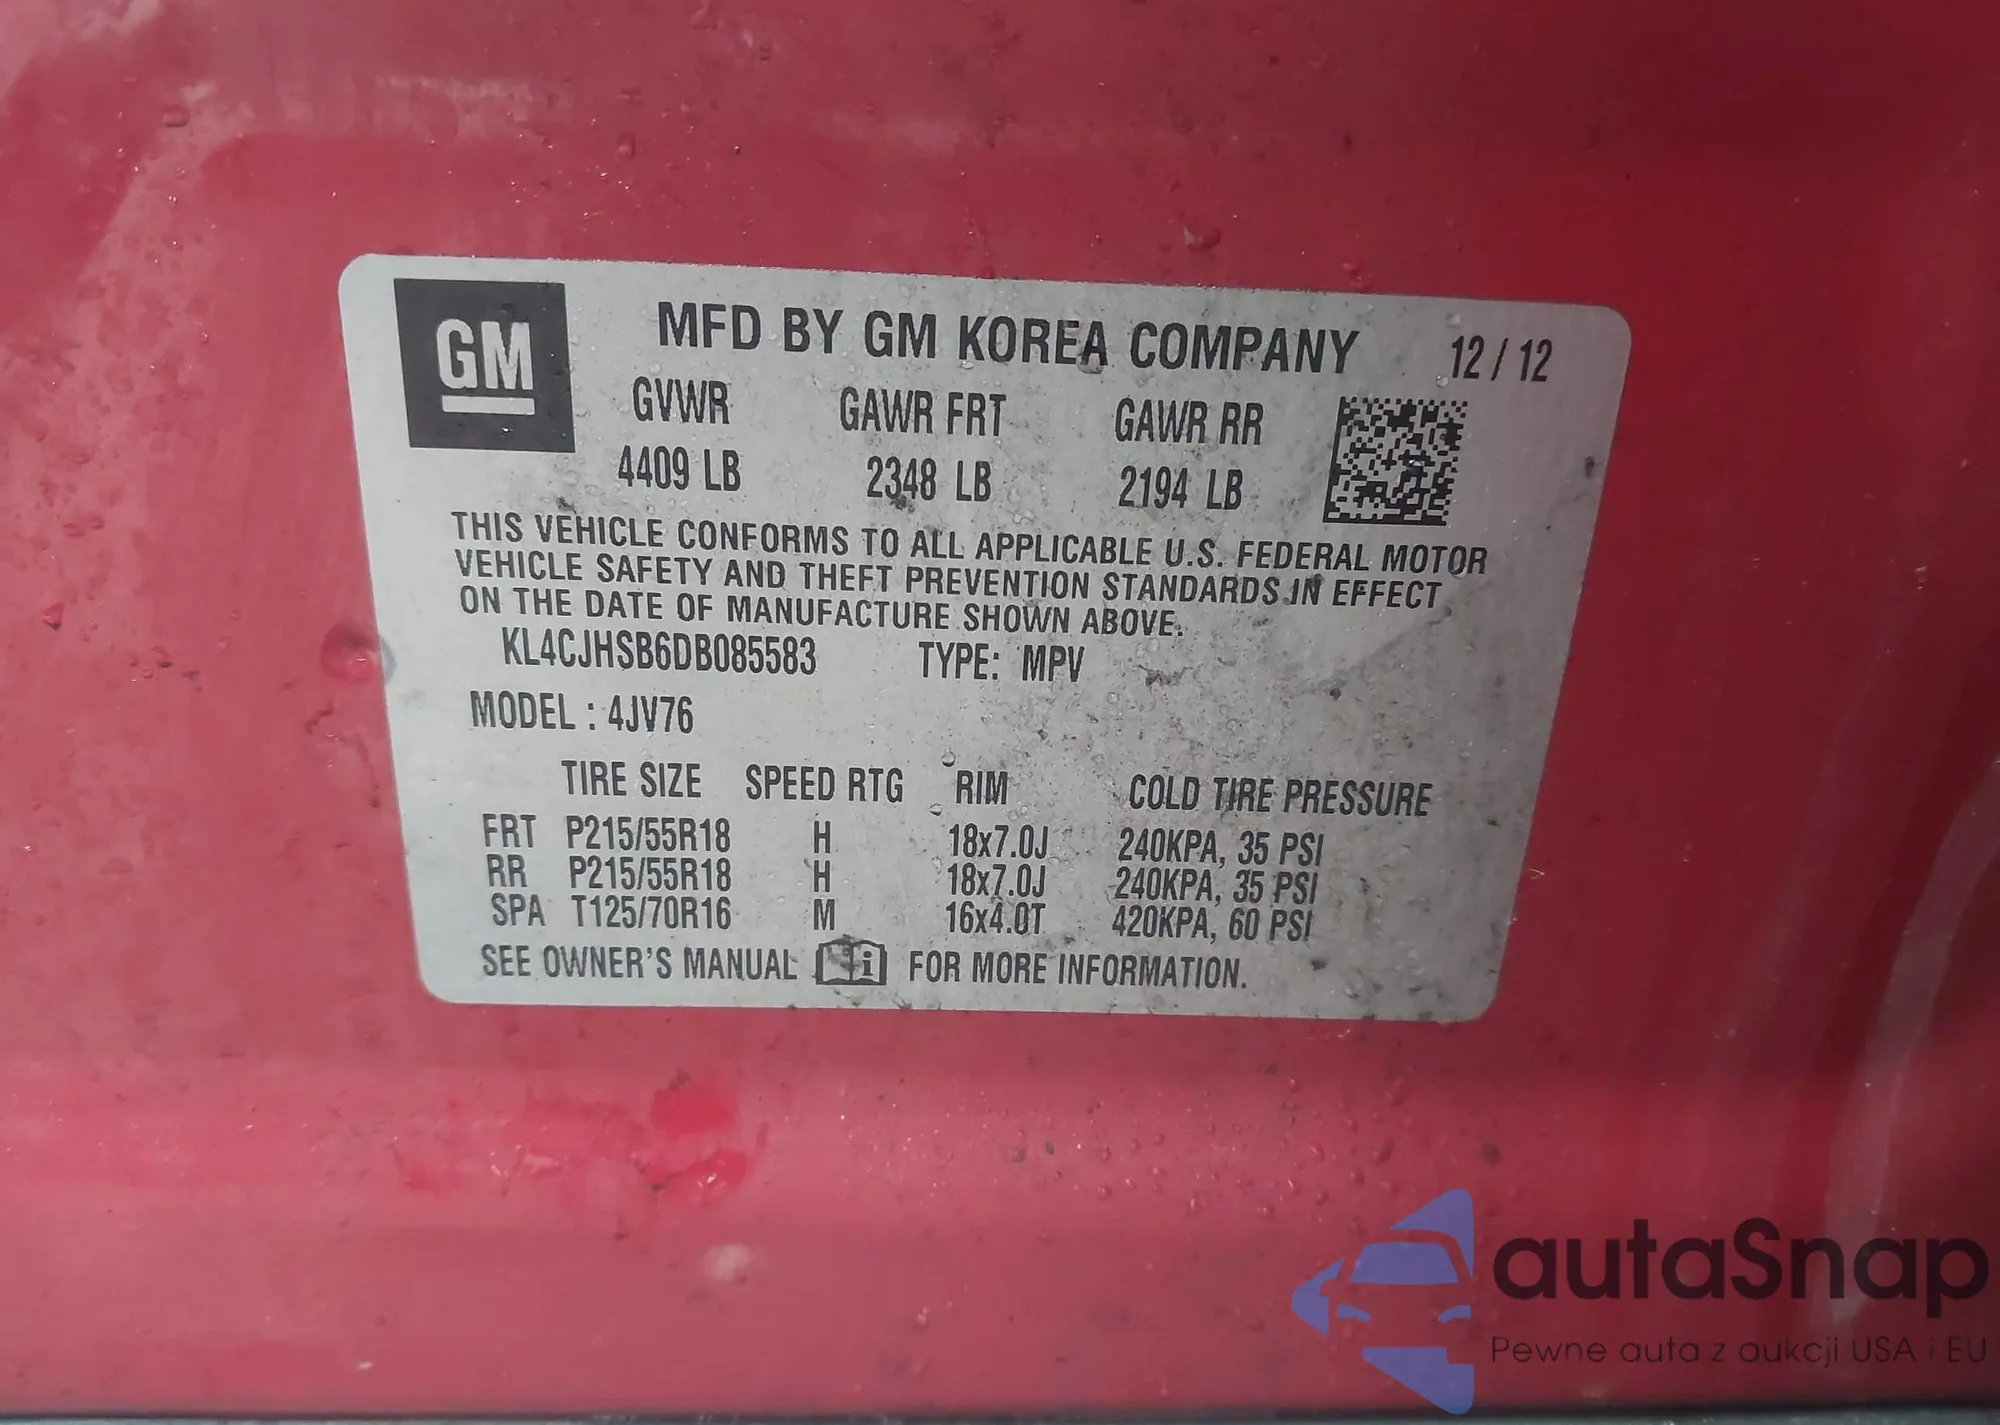 GM
MFD BY GM KOREA COMPANY 12 / 12
GVWR GAWR FRT GAWR RR
4409 LB 2348 LB 2194 LB
THIS VEHICLE CONFORMS TO ALL APPLICABLE U.S. FEDERAL MOTOR
VEHICLE SAFETY AND THEFT PREVENTION STANDARDS IN EFFECT
ON THE DATE OF MANUFACTURE SHOWN ABOVE.
KL4CJHSB6DB085583 TYPE: MPV
MODEL : 4JV76
TIRE SIZE SPEED RTG RIM COLD TIRE PRESSURE
FRT P215/55R18 H 18x7.0J 240KPA, 35 PSI
RR P215/55R18 H 18x7.0J 240KPA, 35 PSI
SPA T125/70R16 M 16x4.0T 420KPA, 60 PSI
SEE OWNER'S MANUAL i FOR MORE INFORMATION.
autaSnap
Pewne auta z aukcji USA i EU